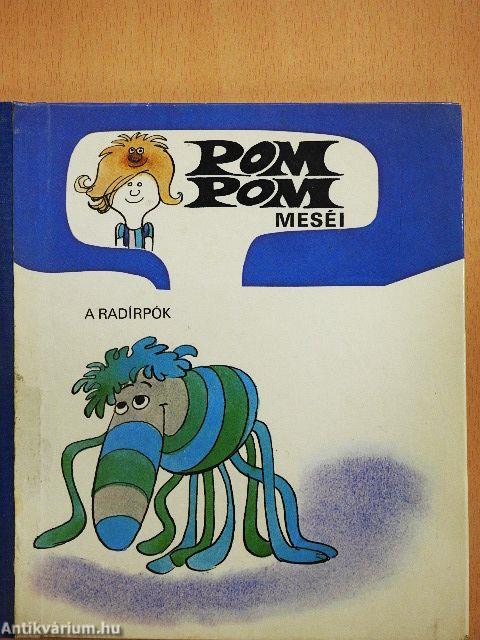 POM
POM
MESÉI
A RADÍRPÓK
Antikvárium.hu